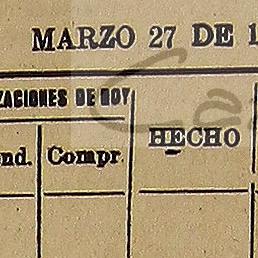 MARZO 27 DE 1
ZACIONES DE HOY
HECHO
nd. Compr.